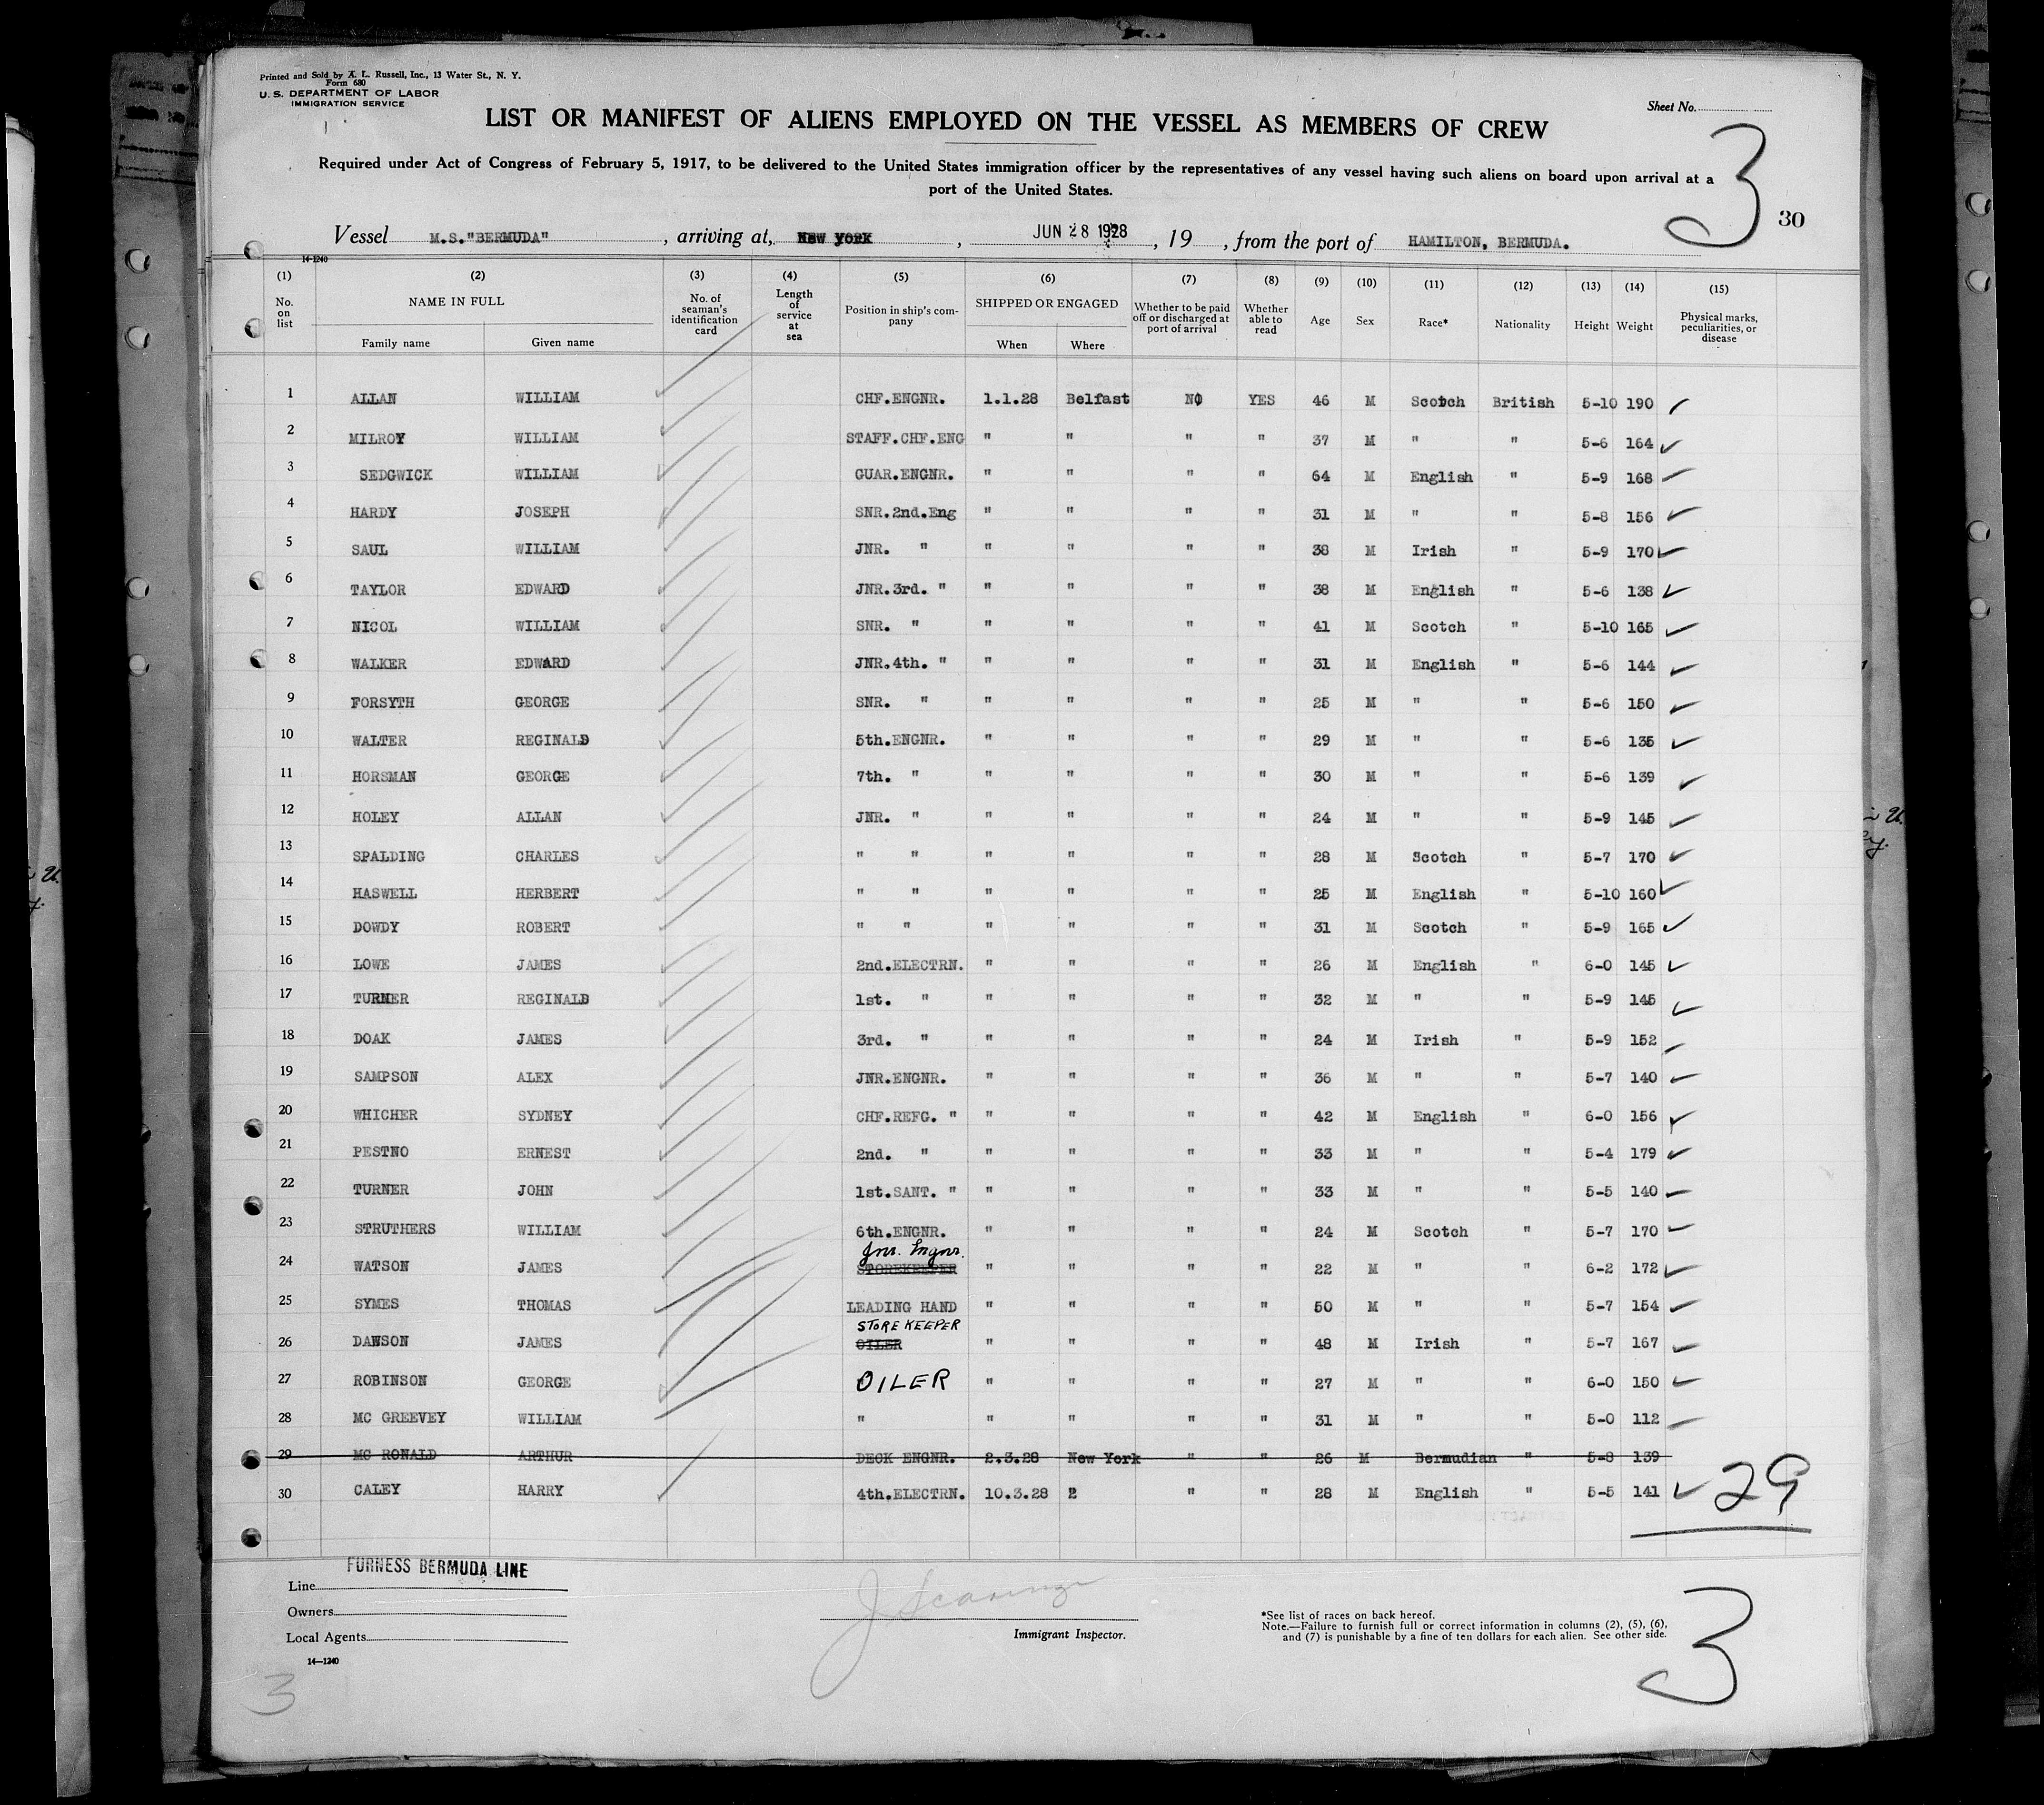 Printed and Sold by A. L. Russell, Inc., 13 Water St., N. Y.
Form 680
U. S. DEPARTMENT OF LABOR
IMMIGRATION SERVICE
Sheet No.
LIST OR MANIFEST OF ALIENS EMPLOYED ON THE VESSEL AS MEMBERS OF CREW
Required under Act of Congress of February 5, 1917, to be delivered to the United States immigration officer by the representatives of any vessel having such aliens on board upon arrival at a
port of the United States.
3
30
Vessel M.S."BERMUDA", arriving at, New York, JUN 28 1928, 19, from the port of HAMILTON, BERMUDA.
14-1240
(1) (2) (3) (4) (5) (6) (7) (8) (9) (10) (11) (12) (13) (14) (15)
No. on list NAME IN FULL Family name Given name No. of seaman's identification card Length of service at sea Position in ship's company SHIPPED OR ENGAGED When Where Whether to be paid off or discharged at port of arrival Whether able to read Age Sex Race* Nationality Height Weight Physical marks, peculiarities, or disease
1 ALLAN WILLIAM CHF.ENGNR. 1.1.28 Belfast NO YES 46 M Scotch British 5-10 190
2 MILROY WILLIAM STAFF.CHF.ENG " " " " 37 M " " 5-6 164
3 SEDGWICK WILLIAM GUAR.ENGNR. " " " " 64 M English " 5-9 168
4 HARDY JOSEPH SNR.2nd.Eng " " " " 31 M " " 5-8 156
5 SAUL WILLIAM JNR. " " " " " 38 M Irish " 5-9 170
6 TAYLOR EDWARD JNR.3rd. " " " " " 38 M English " 5-6 138
7 NICOL WILLIAM SNR. " " " " " 41 M Scotch " 5-10 165
8 WALKER EDWARD JNR.4th. " " " " " 31 M English " 5-6 144
9 FORSYTH GEORGE SNR. " " " " " 25 M " " 5-6 150
10 WALTER REGINALD 5th.ENGNR. " " " " 29 M " " 5-6 135
11 HORSMAN GEORGE 7th. " " " " " 30 M " " 5-6 139
12 HOLEY ALLAN JNR. " " " " " 24 M " " 5-9 145
13 SPALDING CHARLES " " " " " " 28 M Scotch " 5-7 170
14 HASWELL HERBERT " " " " " " 25 M English " 5-10 160
15 DOWDY ROBERT " " " " " " 31 M Scotch " 5-9 165
16 LOWE JAMES 2nd.ELECTRN. " " " " 26 M English " 6-0 145
17 TURNER REGINALD 1st. " " " " " 32 M " " 5-9 145
18 DOAK JAMES 3rd. " " " " " 24 M Irish " 5-9 152
19 SAMPSON ALEX JNR.ENGNR. " " " " 36 M " " 5-7 140
20 WHICHER SYDNEY CHF.REFG. " " " " " 42 M English " 6-0 156
21 PESTNO ERNEST 2nd. " " " " " 33 M " " 5-4 179
22 TURNER JOHN 1st.SANT. " " " " " 33 M " " 5-5 140
23 STRUTHERS WILLIAM 6th.ENGNR. " " " " 24 M Scotch " 5-7 170
Jnr. Engnr.
24 WATSON JAMES STOREKEEPER " " " " 22 M " " 6-2 172
25 SYMES THOMAS LEADING HAND " " " " 50 M " " 5-7 154
STORE KEEPER
26 DAWSON JAMES OILER " " " " 48 M Irish " 5-7 167
27 ROBINSON GEORGE OILER " " " " 27 M " " 6-0 150
28 MC GREEVEY WILLIAM " " " " " 31 M " " 5-0 112
29 MC RONALD ARTHUR DECK ENGNR. 2.3.28 New York " " 26 M Bermudian " 5-8 139
30 CALEY HARRY 4th.ELECTRN. 10.3.28 2 " " 28 M English " 5-5 141
29
Line FURNESS BERMUDA LINE
Owners
Local Agents
14-1240
Immigrant Inspector.
*See list of races on back hereof.
Note.—Failure to furnish full or correct information in columns (2), (5), (6),
and (7) is punishable by a fine of ten dollars for each alien. See other side.
3
3